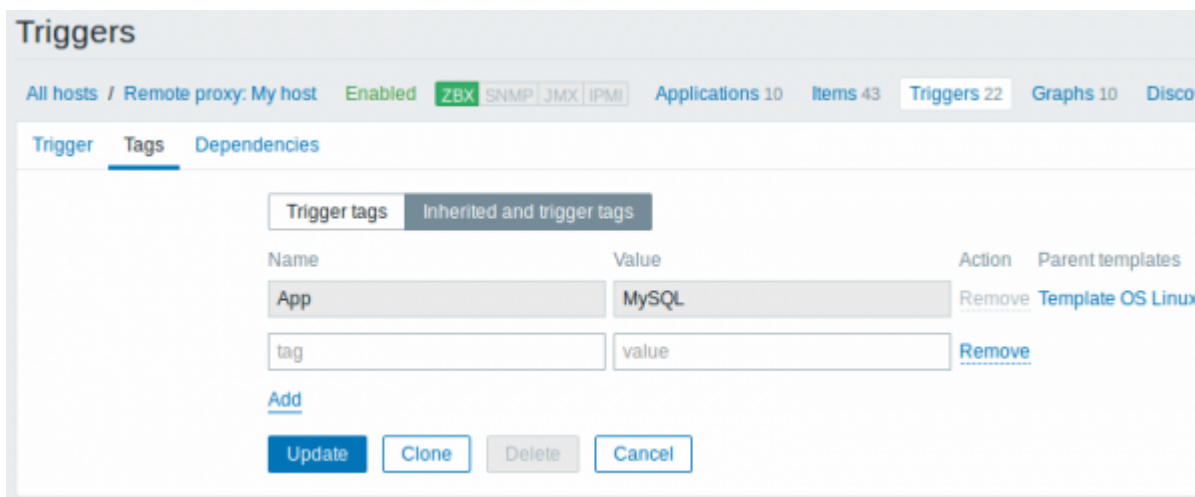 Triggers
All hosts / Remote proxy: My host Enabled ZBX SNMP JMX IPMI Applications 10 Items 43 Triggers 22 Graphs 10 Disco
Trigger Tags Dependencies
Trigger tags Inherited and trigger tags
Name Value Action Parent templates
App MySQL Remove Template OS Linux
tag value Remove
Add
Update Clone Delete Cancel